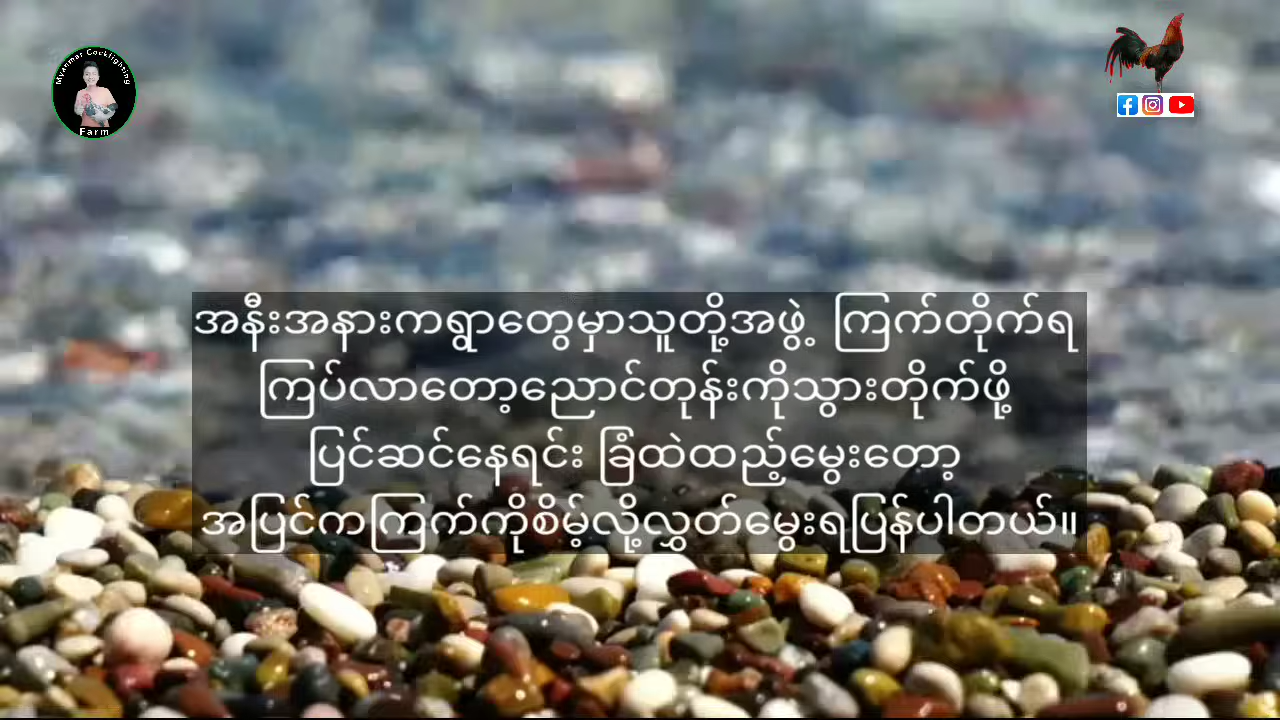 Myanmar Cockfighting
Farm
အနီးအနားကရွာတွေမှာသူတို့အဖွဲ့ ကြက်တိုက်ရ
ကြပ်လာတော့ညောင်တုန်းကိုသွားတိုက်ဖို့
ပြင်ဆင်နေရင်း ခြံထဲထည့်မွေးတော့
အပြင်ကကြက်ကိုစိမ့်လို့လွှတ်မွေးရပြန်ပါတယ်။